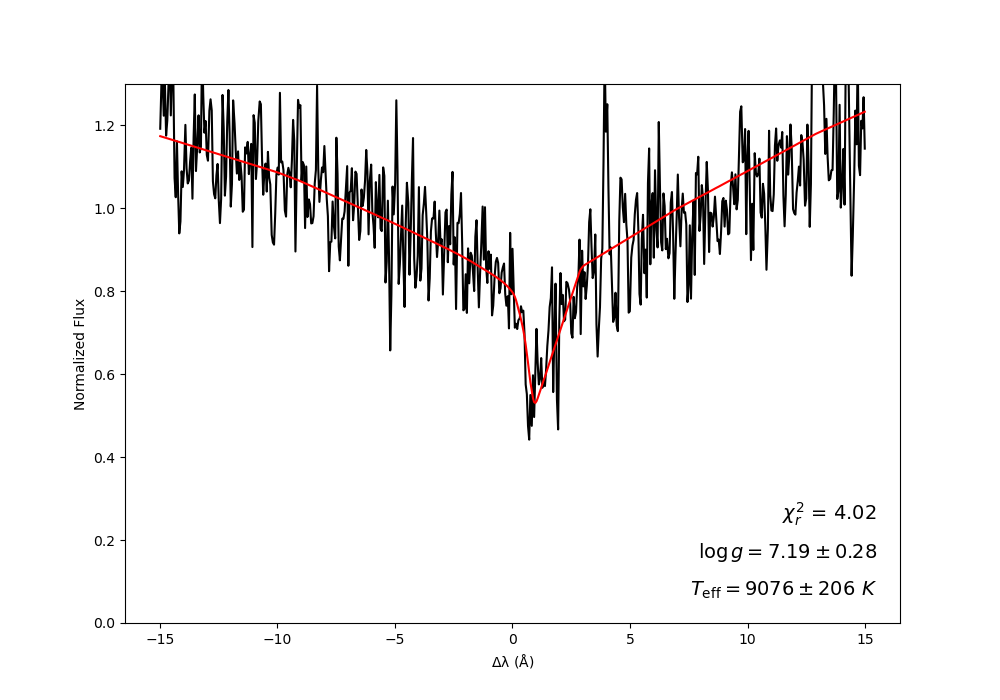 1.2
1.0
0.8
0.6
0.4
0.2
0.0
Normalized Flux
χ²ᵣ = 4.02
log g = 7.19 ± 0.28
T_eff = 9076 ± 206 K
−15 −10 −5 0 5 10 15
Δλ (Å)